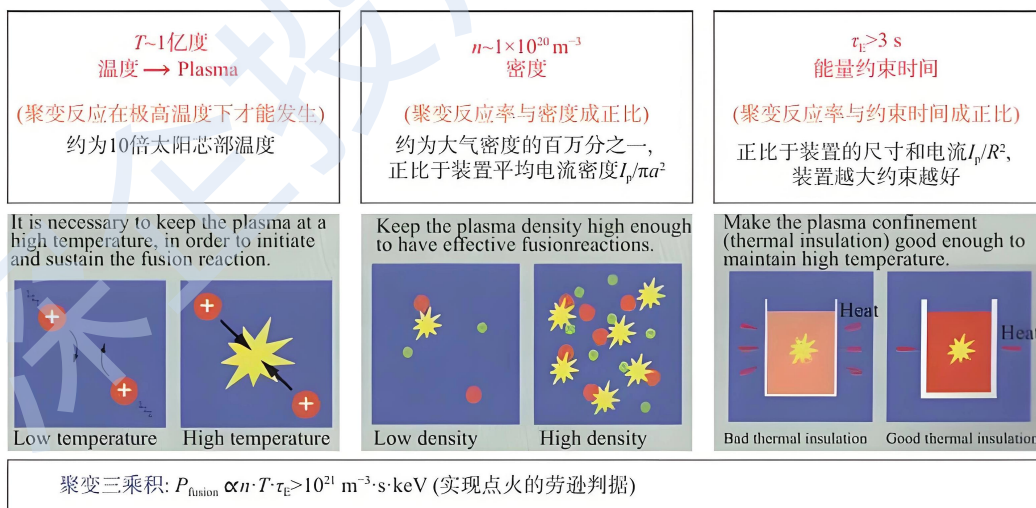 T~1亿度
温度 → Plasma
(聚变反应在极高温度下才能发生)
约为10倍太阳芯部温度
n~1×10²⁰ m⁻³
密度
(聚变反应率与密度成正比)
约为大气密度的百万分之一,
正比于装置平均电流密度Iₚ/πa²
τ_E>3 s
能量约束时间
(聚变反应率与约束时间成正比)
正比于装置的尺寸和电流Iₚ/R²,
装置越大约束越好
It is necessary to keep the plasma at a
high temperature, in order to initiate
and sustain the fusion reaction.
+
+
Low temperature
+
+
High temperature
Keep the plasma density high enough
to have effective fusionreactions.
Low density
High density
Make the plasma confinement
(thermal insulation) good enough to
maintain high temperature.
Heat
Bad thermal insulation
Heat
Good thermal insulation
聚变三乘积: P_fusion ∝n·T·τ_E>10²¹ m⁻³·s·keV (实现点火的劳逊判据)